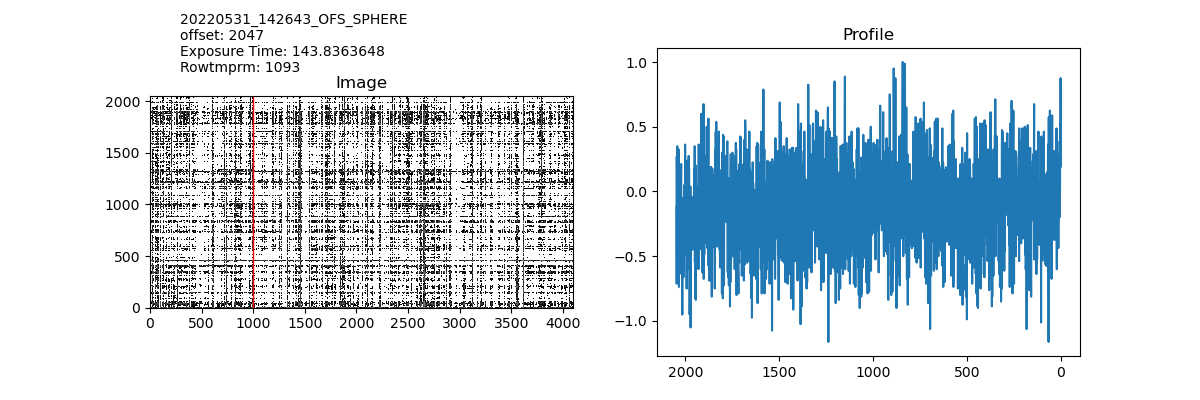 20220531_142643_OFS_SPHERE
offset: 2047
Exposure Time: 143.8363648
Rowtmprm: 1093
Image
2000
1500
1000
500
0
0 500 1000 1500 2000 2500 3000 3500 4000
Profile
1.0
0.5
0.0
−0.5
−1.0
2000 1500 1000 500 0